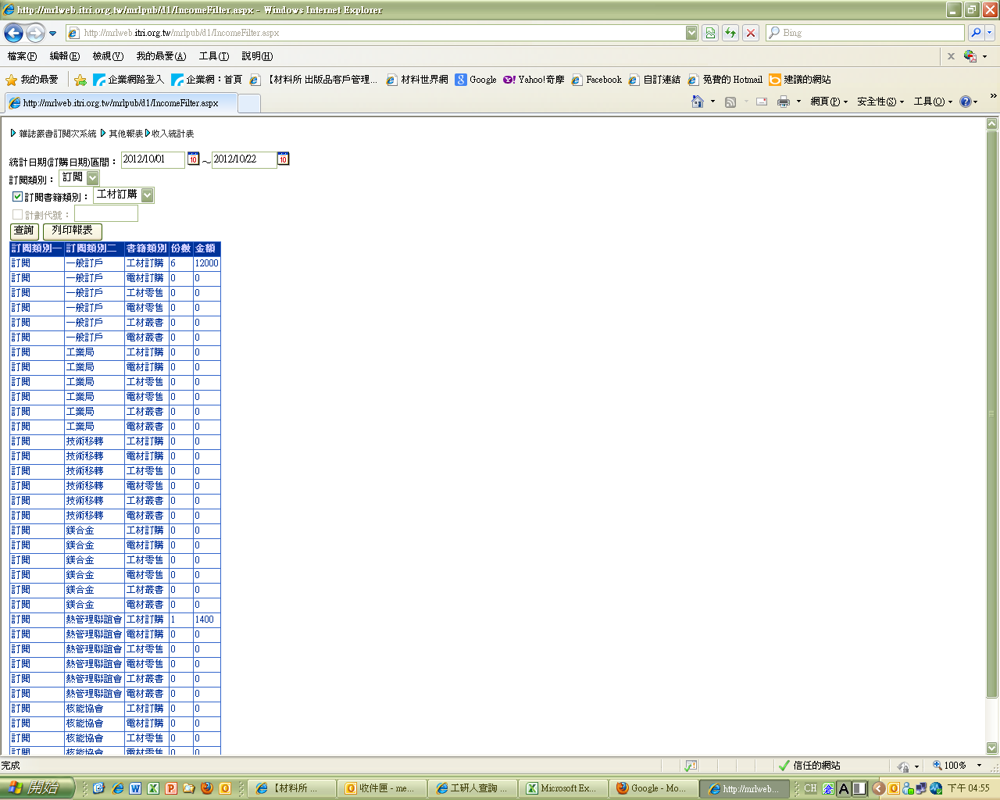 http://mrlweb.itri.org.tw/mrlpub/d1/IncomeFilter.aspx - Windows Internet Explorer
http://mrlweb.itri.org.tw/mrlpub/d1/IncomeFilter.aspx Bing
檔案(F) 編輯(E) 檢視(V) 我的最愛(A) 工具(T) 說明(H)
我的最愛 企業網路登入 企業網：首頁 【材料所 出版品客戶管理... 材料世界網 Google Yahoo!奇摩 Facebook 自訂連結 免費的 Hotmail 建議的網站
http://mrlweb.itri.org.tw/mrlpub/d1/IncomeFilter.aspx 網頁(P) 安全性(S) 工具(O) »
雜誌叢書訂閱次系統 其他報表 收入統計表
統計日期(訂購日期)區間： 2012/10/01 10 ～ 2012/10/22 10
訂閱類別： 訂閱
訂閱書籍類別： 工材訂購
計劃代號：
查詢 列印報表
訂閱類別一 訂閱類別二 書籍類別 份數 金額
訂閱 一般訂戶 工材訂購 6 12000
訂閱 一般訂戶 電材訂購 0 0
訂閱 一般訂戶 工材零售 0 0
訂閱 一般訂戶 電材零售 0 0
訂閱 一般訂戶 工材叢書 0 0
訂閱 一般訂戶 電材叢書 0 0
訂閱 工業局 工材訂購 0 0
訂閱 工業局 電材訂購 0 0
訂閱 工業局 工材零售 0 0
訂閱 工業局 電材零售 0 0
訂閱 工業局 工材叢書 0 0
訂閱 工業局 電材叢書 0 0
訂閱 技術移轉 工材訂購 0 0
訂閱 技術移轉 電材訂購 0 0
訂閱 技術移轉 工材零售 0 0
訂閱 技術移轉 電材零售 0 0
訂閱 技術移轉 工材叢書 0 0
訂閱 技術移轉 電材叢書 0 0
訂閱 鎂合金 工材訂購 0 0
訂閱 鎂合金 電材訂購 0 0
訂閱 鎂合金 工材零售 0 0
訂閱 鎂合金 電材零售 0 0
訂閱 鎂合金 工材叢書 0 0
訂閱 鎂合金 電材叢書 0 0
訂閱 熱管理聯誼會 工材訂購 1 1400
訂閱 熱管理聯誼會 電材訂購 0 0
訂閱 熱管理聯誼會 工材零售 0 0
訂閱 熱管理聯誼會 電材零售 0 0
訂閱 熱管理聯誼會 工材叢書 0 0
訂閱 熱管理聯誼會 電材叢書 0 0
訂閱 核能協會 工材訂購 0 0
訂閱 核能協會 電材訂購 0 0
訂閱 核能協會 工材零售 0 0
訂閱 核能協會 電材零售 0 0
完成 信任的網站 100%
開始 【材料所 ... 收件匣 - me... 工研人查詢 ... Microsoft Ex... Google - Mo... http://mrlweb... CH A 下午 04:55